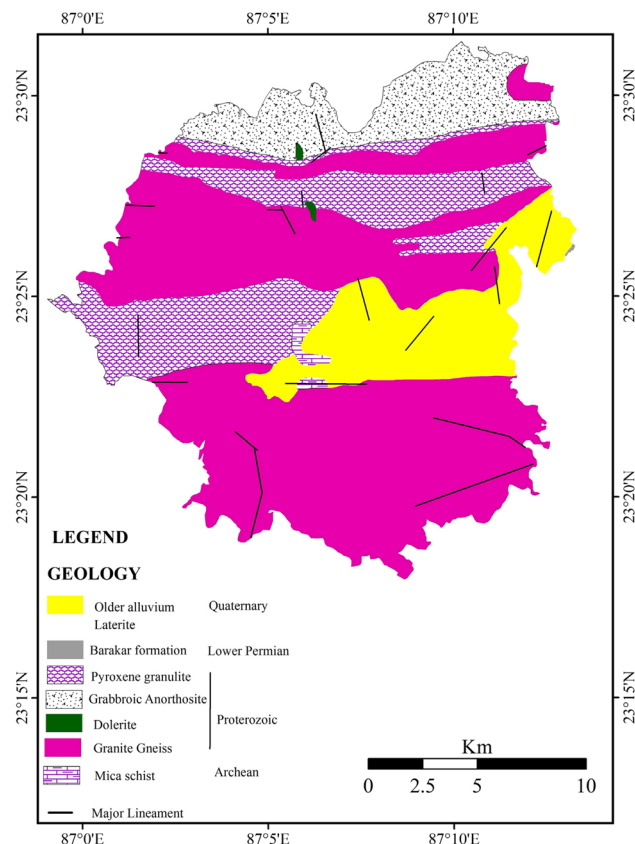 87°0'E 87°5'E 87°10'E
23°30'N 23°30'N
23°25'N 23°25'N
23°20'N 23°20'N
23°15'N 23°15'N
LEGEND
GEOLOGY
Older alluvium Quaternary
Laterite
Barakar formation Lower Permian
Pyroxene granulite
Grabbroic Anorthosite
Proterozoic
Dolerite
Granite Gneiss
Mica schist Archean
Major Lineament
Km
0 2.5 5 10
87°0'E 87°5'E 87°10'E